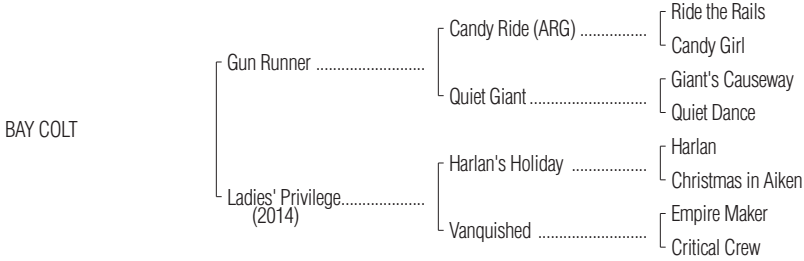 Ride the Rails
Candy Ride (ARG) ................
Candy Girl
Gun Runner ..........................
Giant's Causeway
Quiet Giant............................
Quiet Dance
BAY COLT
Harlan
Harlan's Holiday ..................
Christmas in Aiken
Ladies' Privilege....................
(2014)
Empire Maker
Vanquished ..........................
Critical Crew